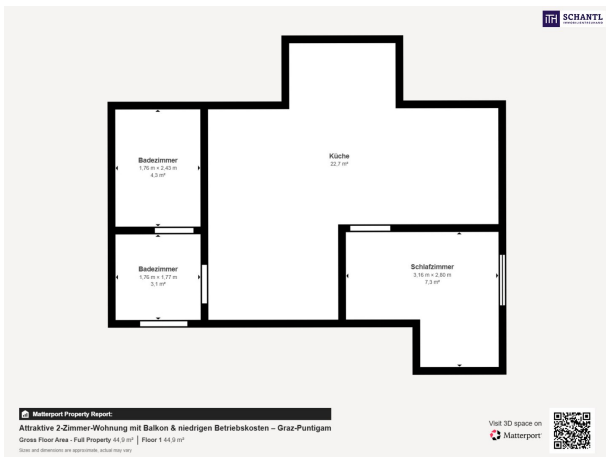 iTH SCHANTL
IMMOBILIENTREUHAND
Küche
22,7 m²
Badezimmer
1,76 m × 2,43 m
4,3 m²
Badezimmer
1,76 m × 1,77 m
3,1 m²
Schlafzimmer
3,16 m × 2,80 m
7,3 m²
Matterport Property Report:
Attraktive 2-Zimmer-Wohnung mit Balkon & niedrigen Betriebskosten – Graz-Puntigam
Gross Floor Area - Full Property 44,9 m² | Floor 1 44,9 m²
Sizes and dimensions are approximate, actual may vary.
Visit 3D space on
Matterport